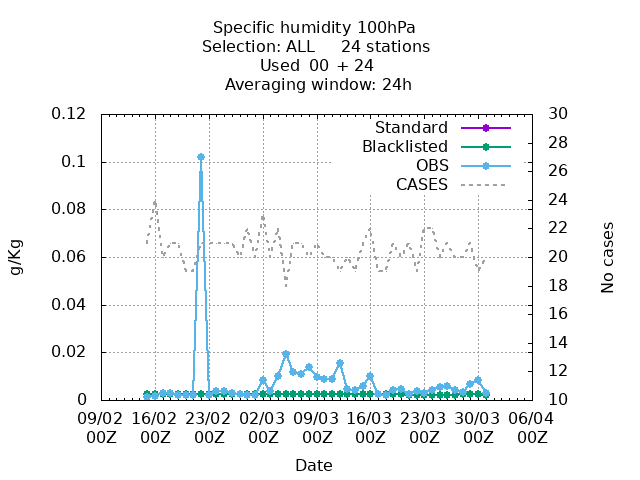 Specific humidity 100hPa
Selection: ALL     24 stations
Used  00  + 24
Averaging window: 24h
0.12
0.1
0.08
0.06
0.04
0.02
0
30
28
26
24
22
20
18
16
14
12
10
g/Kg
No cases
Standard
Blacklisted
OBS
CASES
09/02 16/02 23/02 02/03 09/03 16/03 23/03 30/03 06/04
00Z 00Z 00Z 00Z 00Z 00Z 00Z 00Z 00Z
Date